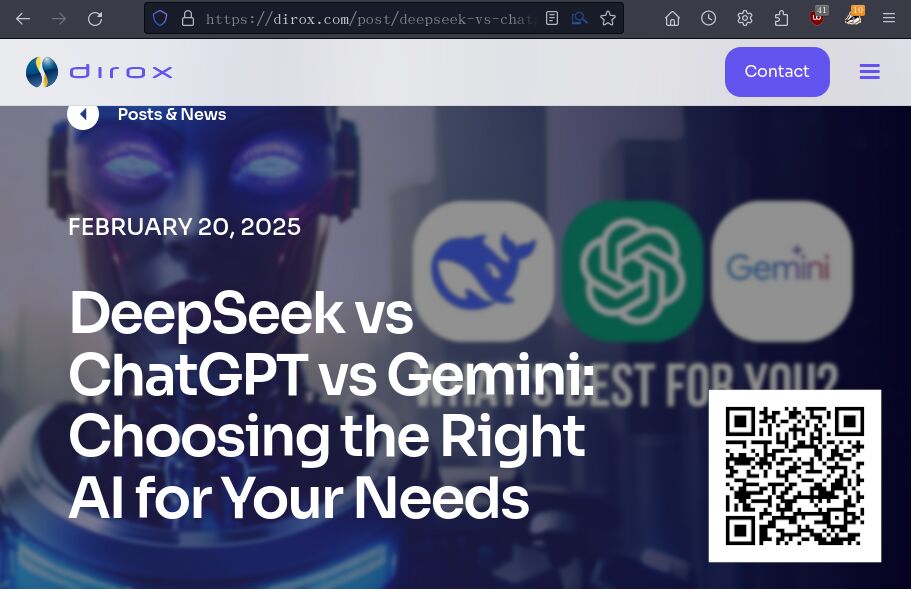 https://dirox.com/post/deepseek-vs-chat
41
10
dirox
Contact
Posts & News
FEBRUARY 20, 2025
Gemini
DeepSeek vs
ChatGPT vs Gemini:
Choosing the Right
AI for Your Needs
WHAT'S BEST FOR YOU?